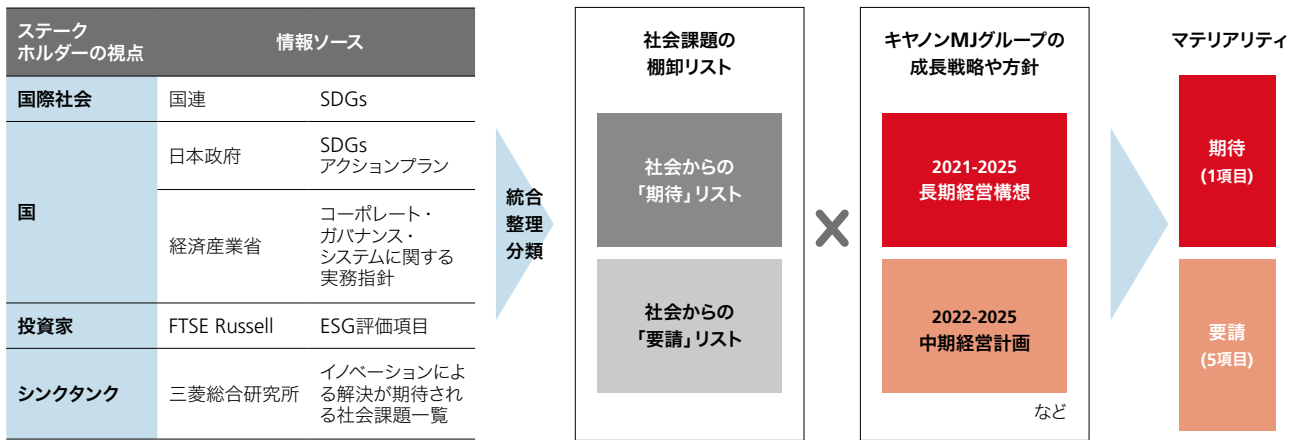 ステーク
ホルダーの視点
情報ソース
国際社会
国連
SDGs
国
日本政府
SDGs
アクションプラン
経済産業省
コーポレート・
ガバナンス・
システムに関する
実務指針
投資家
FTSE Russell
ESG評価項目
シンクタンク
三菱総合研究所
イノベーションによ
る解決が期待され
る社会課題一覧
統合
整理
分類
社会課題の
棚卸リスト
社会からの
「期待」リスト
社会からの
「要請」リスト
×
キヤノンMJグループの
成長戦略や方針
2021-2025
長期経営構想
2022-2025
中期経営計画
など
マテリアリティ
期待
(1項目)
要請
(5項目)